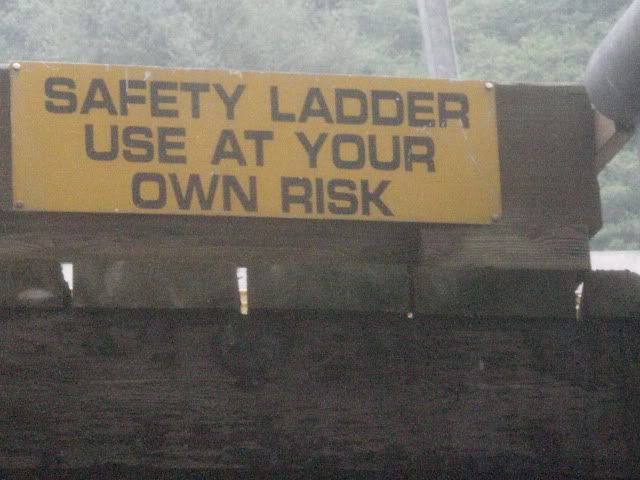 SAFETY LADDER
USE AT YOUR
OWN RISK